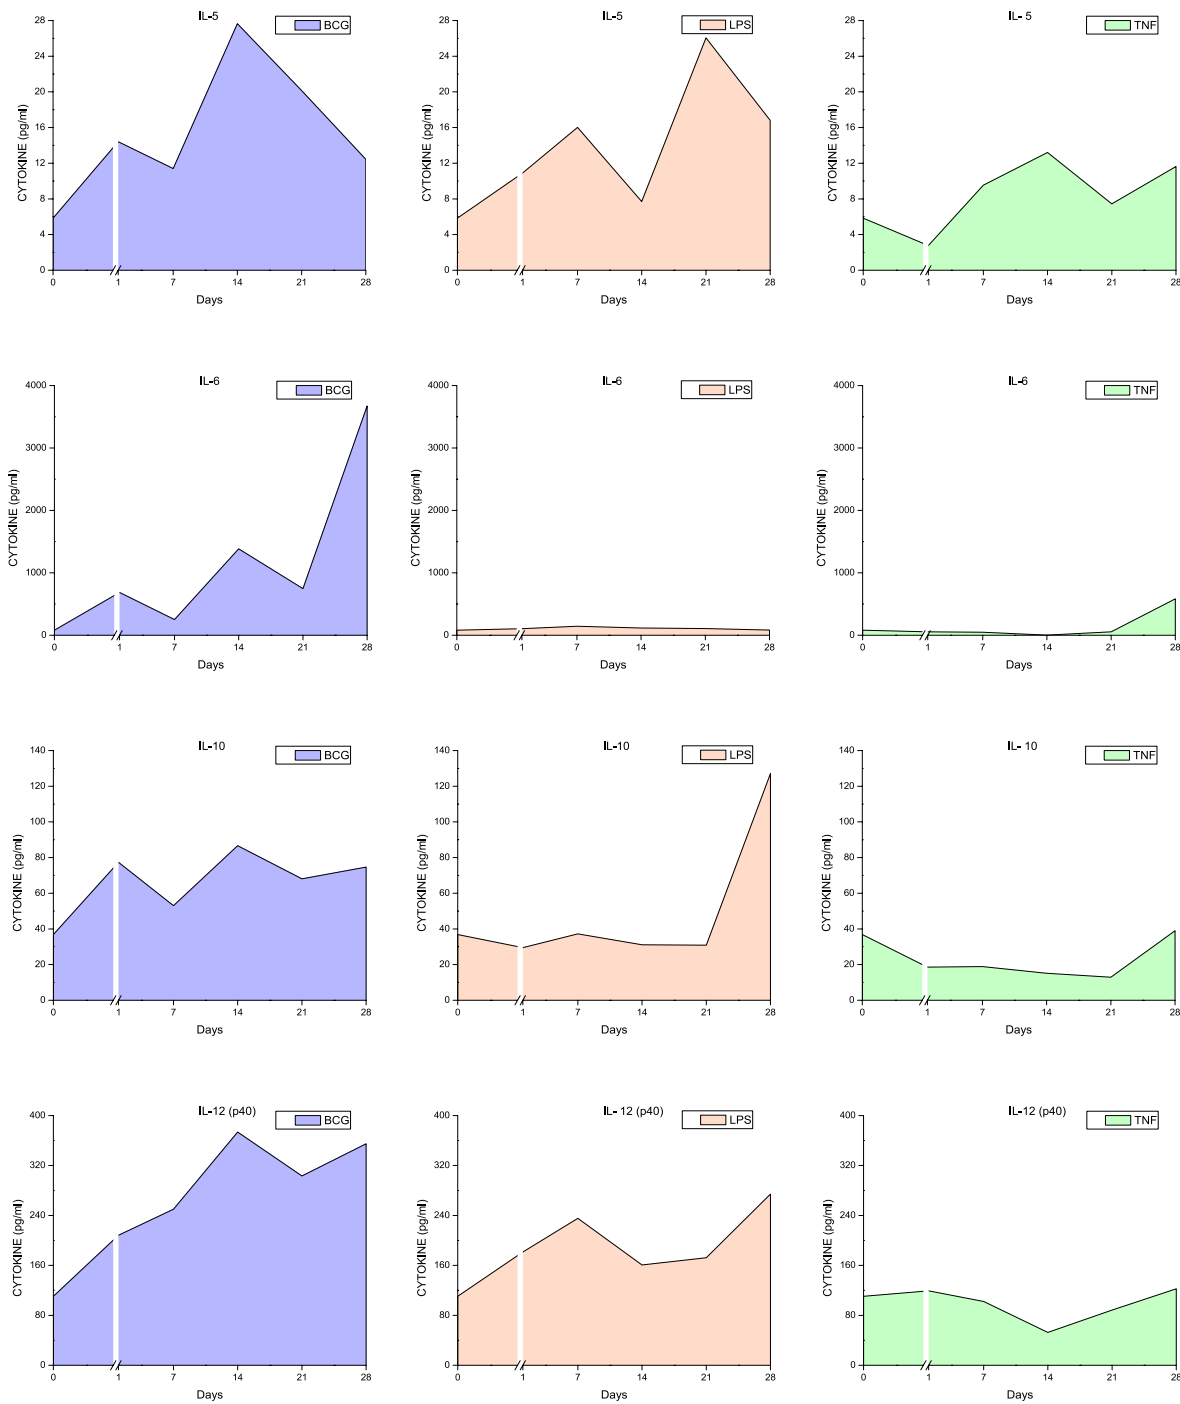 IL-5
BCG
CYTOKINE (pg/ml)
28
24
20
16
12
8
4
0
0 1 7 14 21 28
Days
IL-5
LPS
CYTOKINE (pg/ml)
28
24
20
16
12
8
4
0
0 1 7 14 21 28
Days
IL- 5
TNF
CYTOKINE (pg/ml)
28
24
20
16
12
8
4
0
0 1 7 14 21 28
Days
IL-6
BCG
CYTOKINE (pg/ml)
4000
3000
2000
1000
0
0 1 7 14 21 28
Days
IL-6
LPS
CYTOKINE (pg/ml)
4000
3000
2000
1000
0
0 1 7 14 21 28
Days
IL-6
TNF
CYTOKINE (pg/ml)
4000
3000
2000
1000
0
0 1 7 14 21 28
Days
IL-10
BCG
CYTOKINE (pg/ml)
140
120
100
80
60
40
20
0
0 1 7 14 21 28
Days
IL-10
LPS
CYTOKINE (pg/ml)
140
120
100
80
60
40
20
0
0 1 7 14 21 28
Days
IL- 10
TNF
CYTOKINE (pg/ml)
140
120
100
80
60
40
20
0
0 1 7 14 21 28
Days
IL-12 (p40)
BCG
CYTOKINE (pg/ml)
400
320
240
160
80
0
0 1 7 14 21 28
Days
IL- 12 (p40)
LPS
CYTOKINE (pg/ml)
400
320
240
160
80
0
0 1 7 14 21 28
Days
IL-12 (p40)
TNF
CYTOKINE (pg/ml)
400
320
240
160
80
0
0 1 7 14 21 28
Days